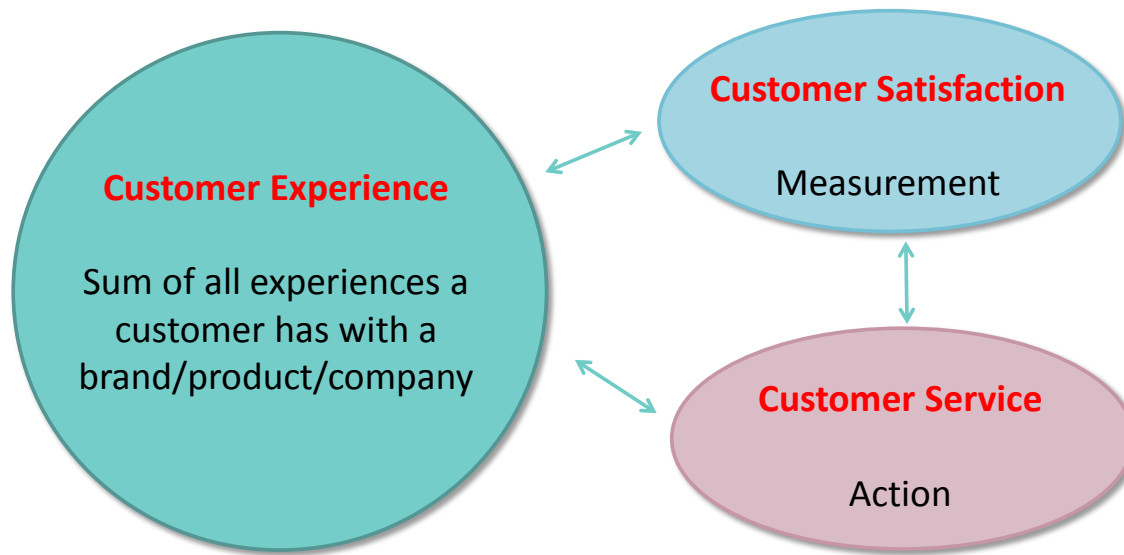 Customer Experience
Sum of all experiences a
customer has with a
brand/product/company
Customer Satisfaction
Measurement
Customer Service
Action